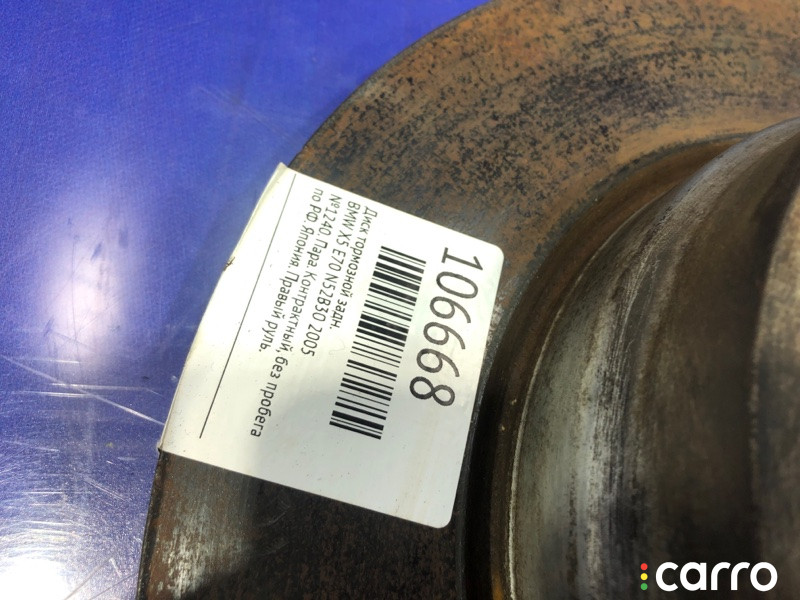 106668
Диск тормозной задн.
BMW X5 E70 N52B30 2005
№1240, Пара. Контрактный, без пробега
по РФ. Япония. Правый руль.
carro